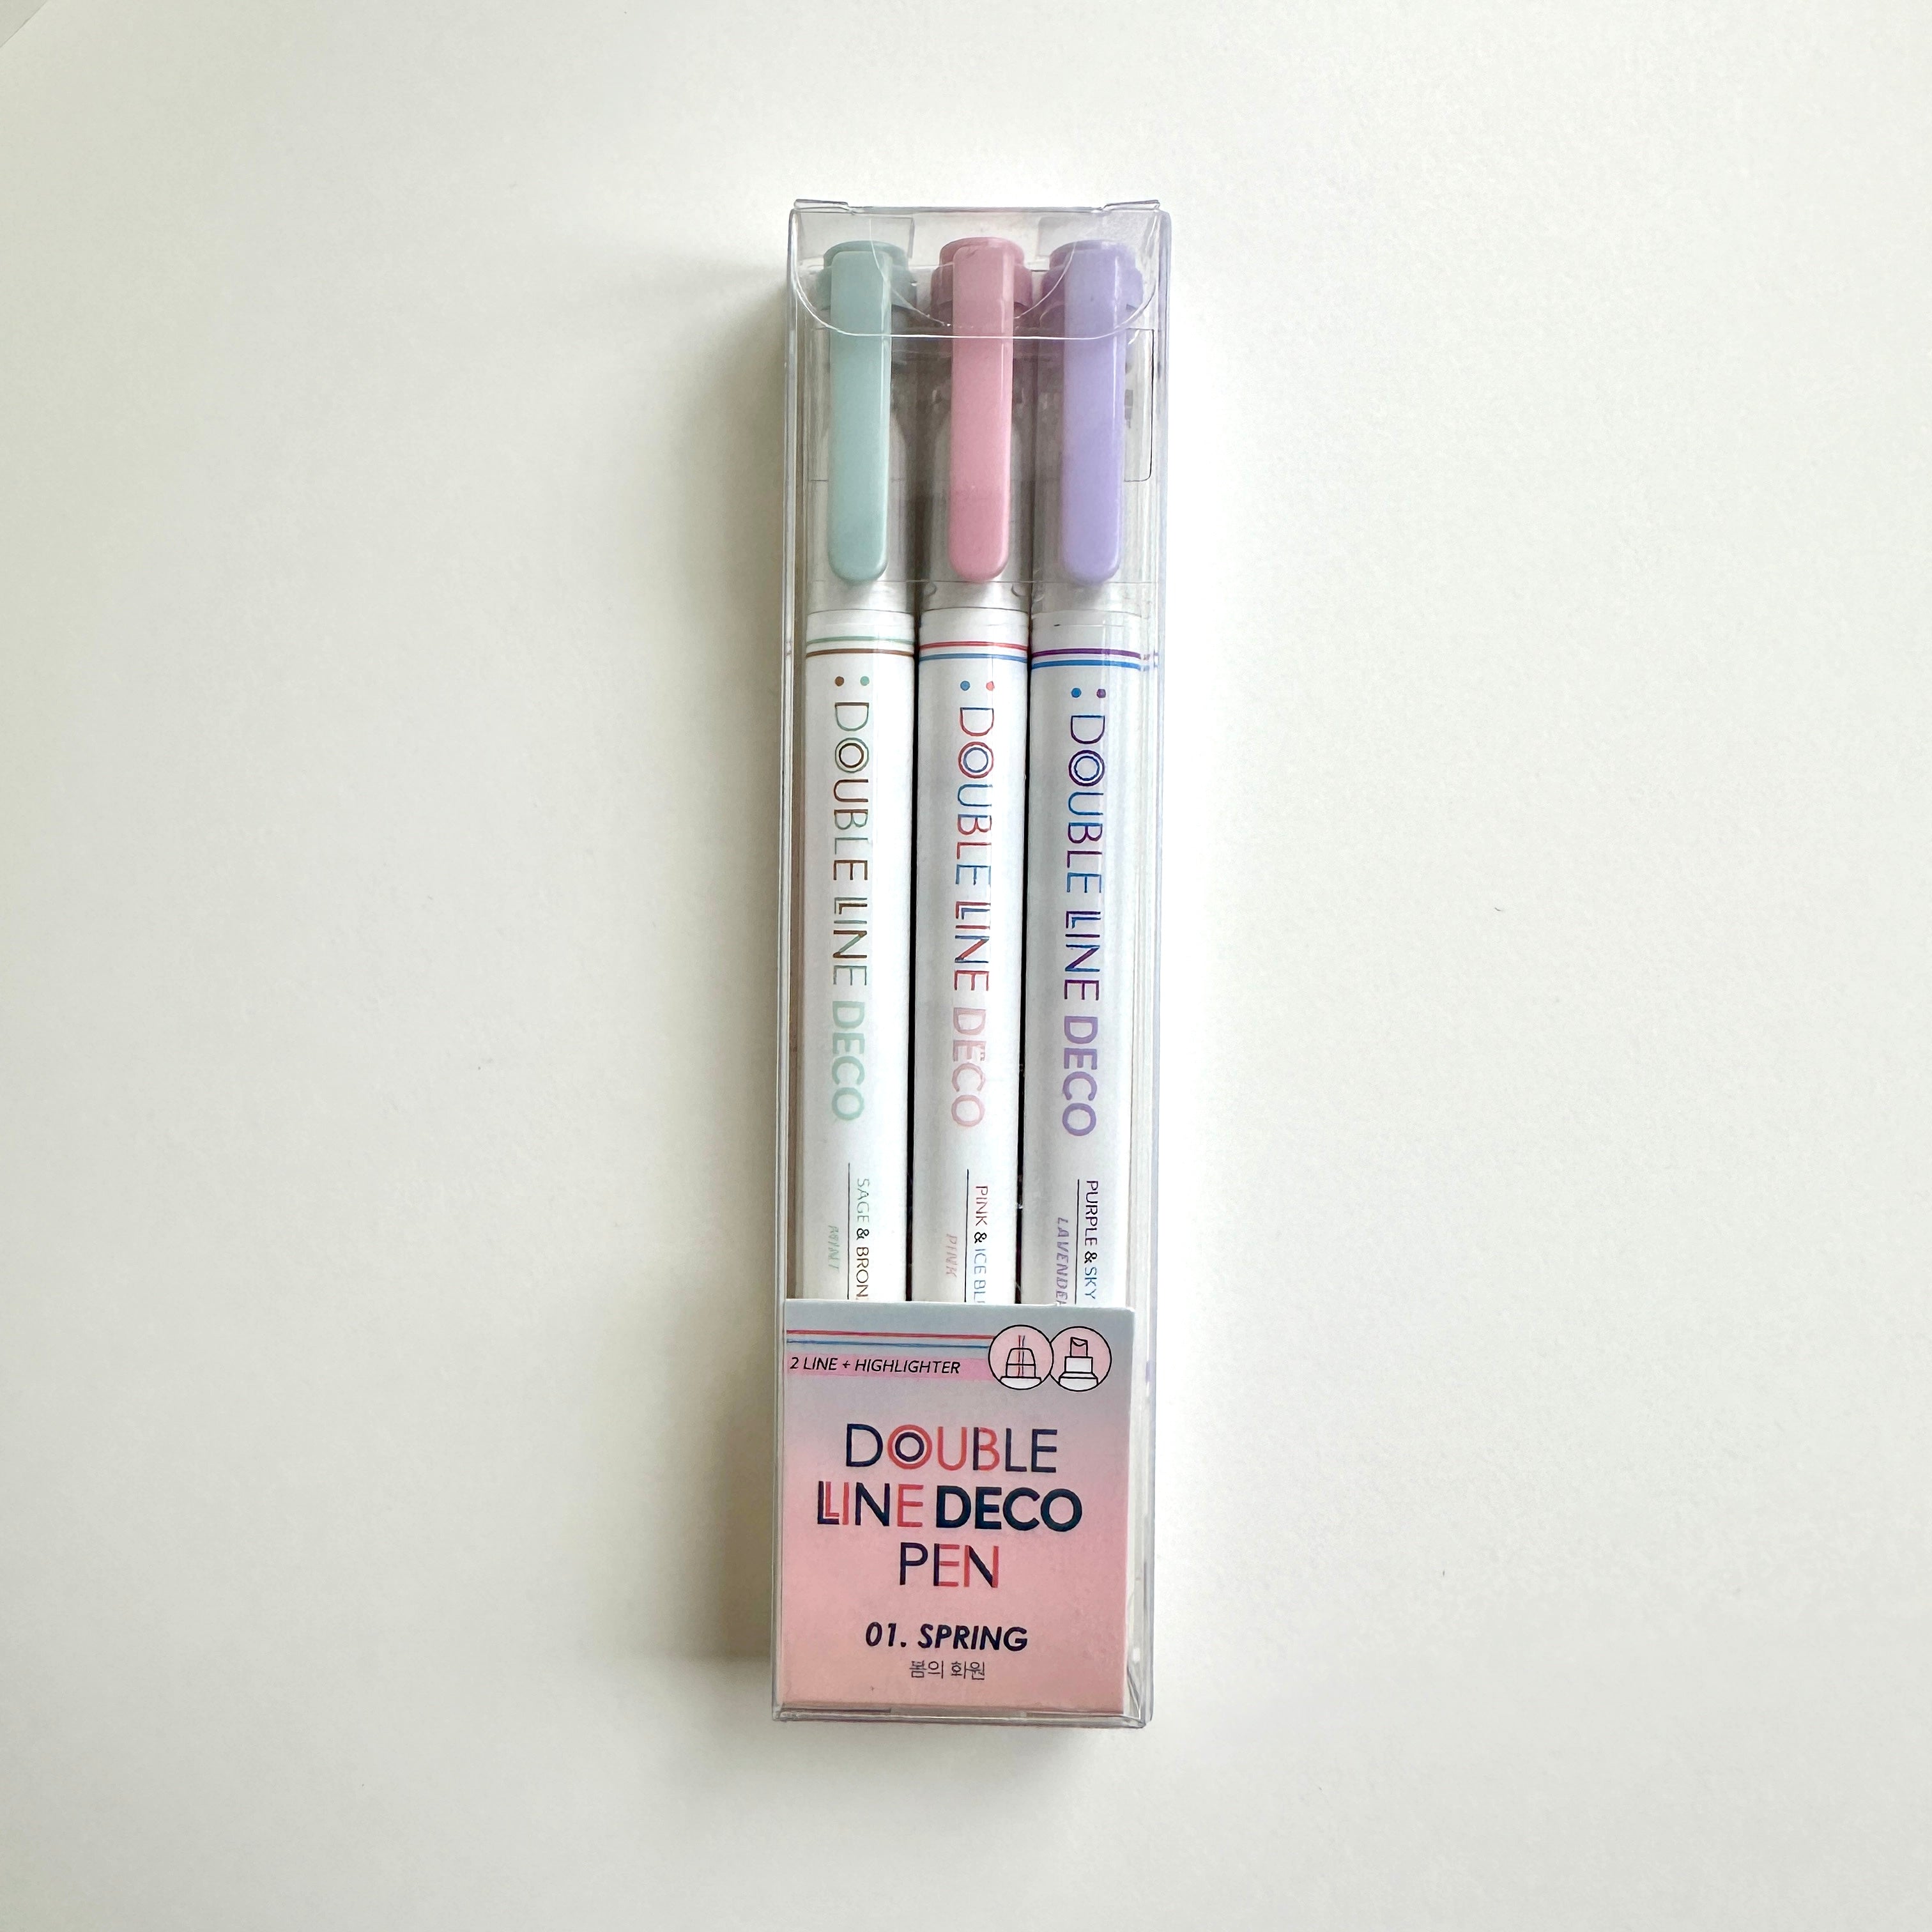 DOUBLE LINE DECO
SAGE & BRON
MINT
DOUBLE LINE DECO
PINK & ICE BL
PINK
DOUBLE LINE DECO
PURPLE & SKY
LAVENDE
2 LINE + HIGHLIGHTER
DOUBLE
LINE DECO
PEN
01. SPRING
봄의 화원